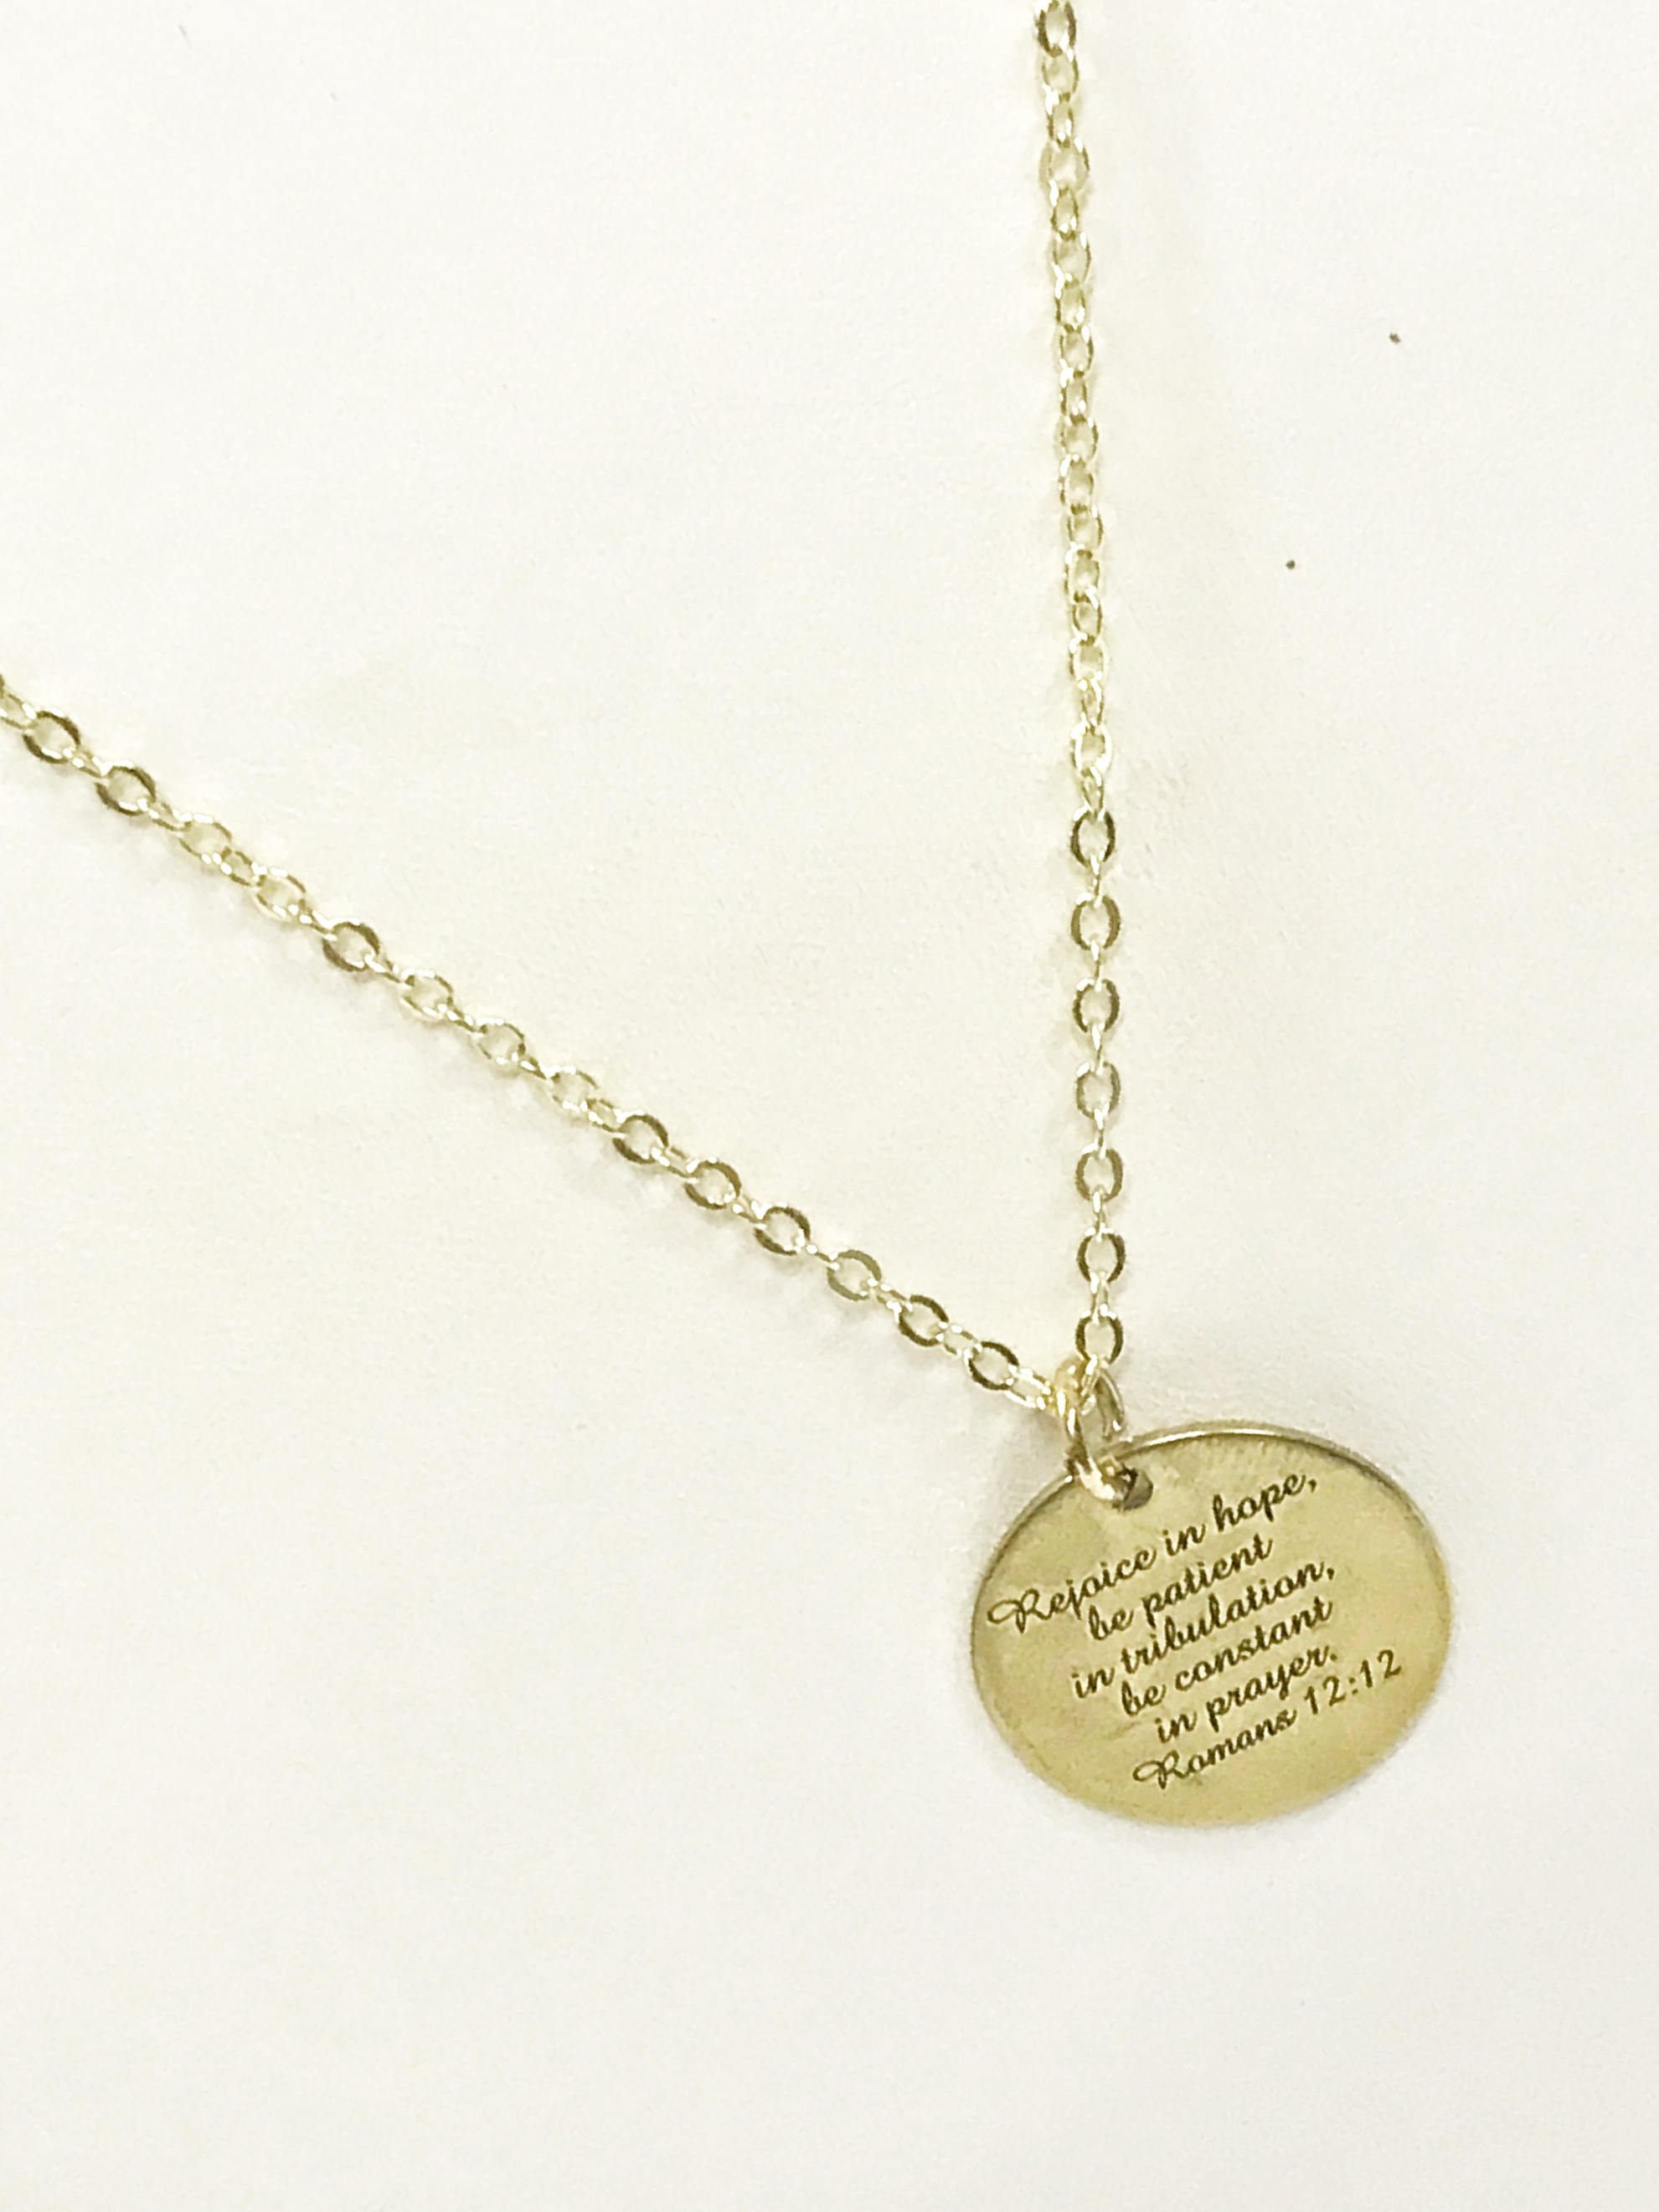 Rejoice in hope,
be patient
in tribulation,
be constant
in prayer.
Romans 12:12